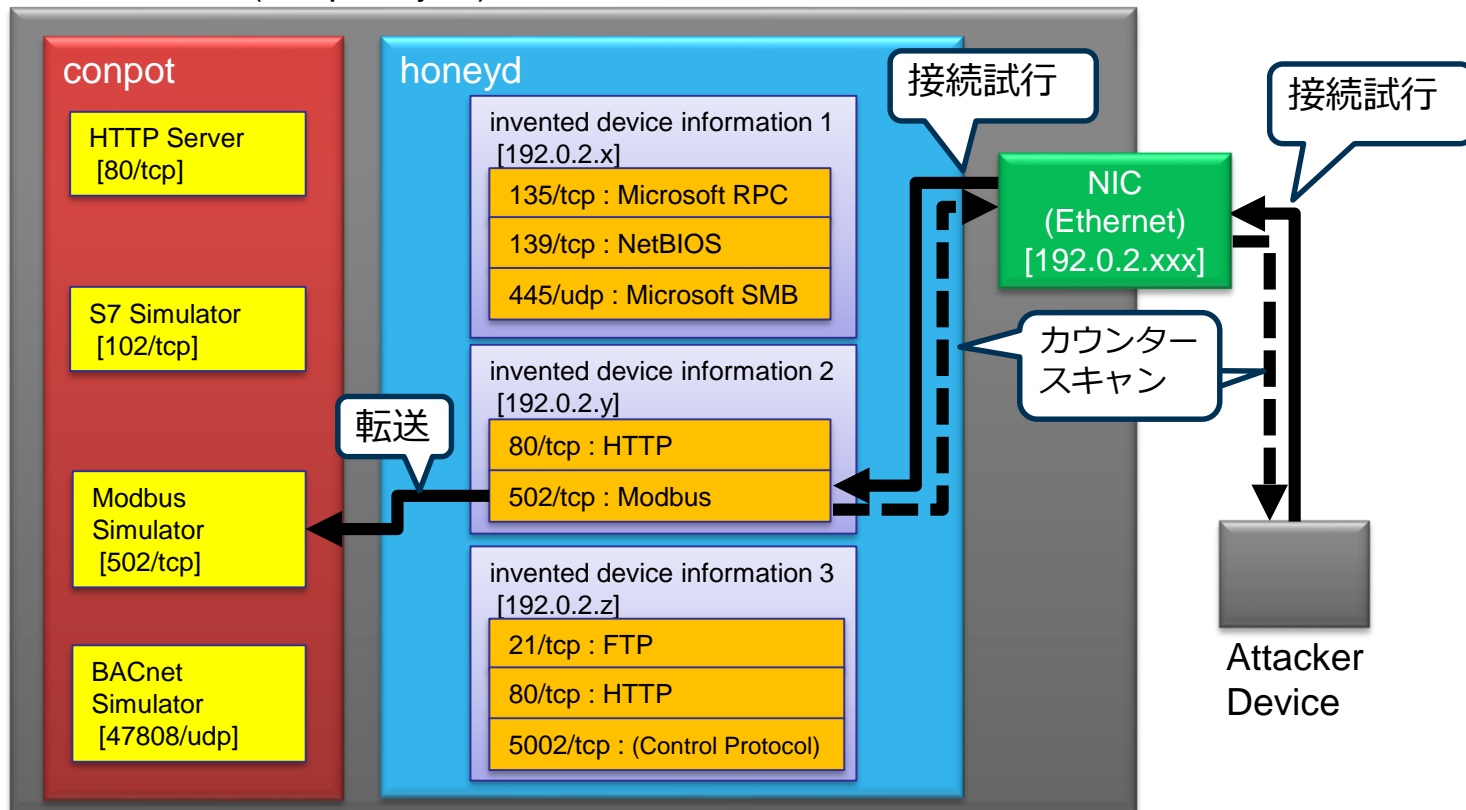 conpot
HTTP Server
[80/tcp]
S7 Simulator
[102/tcp]
Modbus
Simulator
[502/tcp]
BACnet
Simulator
[47808/udp]
転送
honeyd
invented device information 1
[192.0.2.x]
135/tcp : Microsoft RPC
139/tcp : NetBIOS
445/udp : Microsoft SMB
invented device information 2
[192.0.2.y]
80/tcp : HTTP
502/tcp : Modbus
invented device information 3
[192.0.2.z]
21/tcp : FTP
80/tcp : HTTP
5002/tcp : (Control Protocol)
接続試行
NIC
(Ethernet)
[192.0.2.xxx]
接続試行
カウンター
スキャン
Attacker
Device